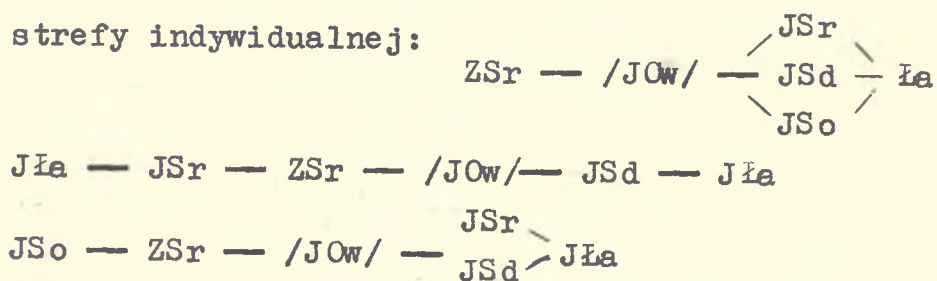 strefy indywidualnej:
JSr
ZSr — /JOw/ — JSd — Ła
JSo
JŁa — JSr — ZSr — /JOw/ — JSd — JŁa
JSr
JSo — ZSr — /JOw/ — JŁa
JSd